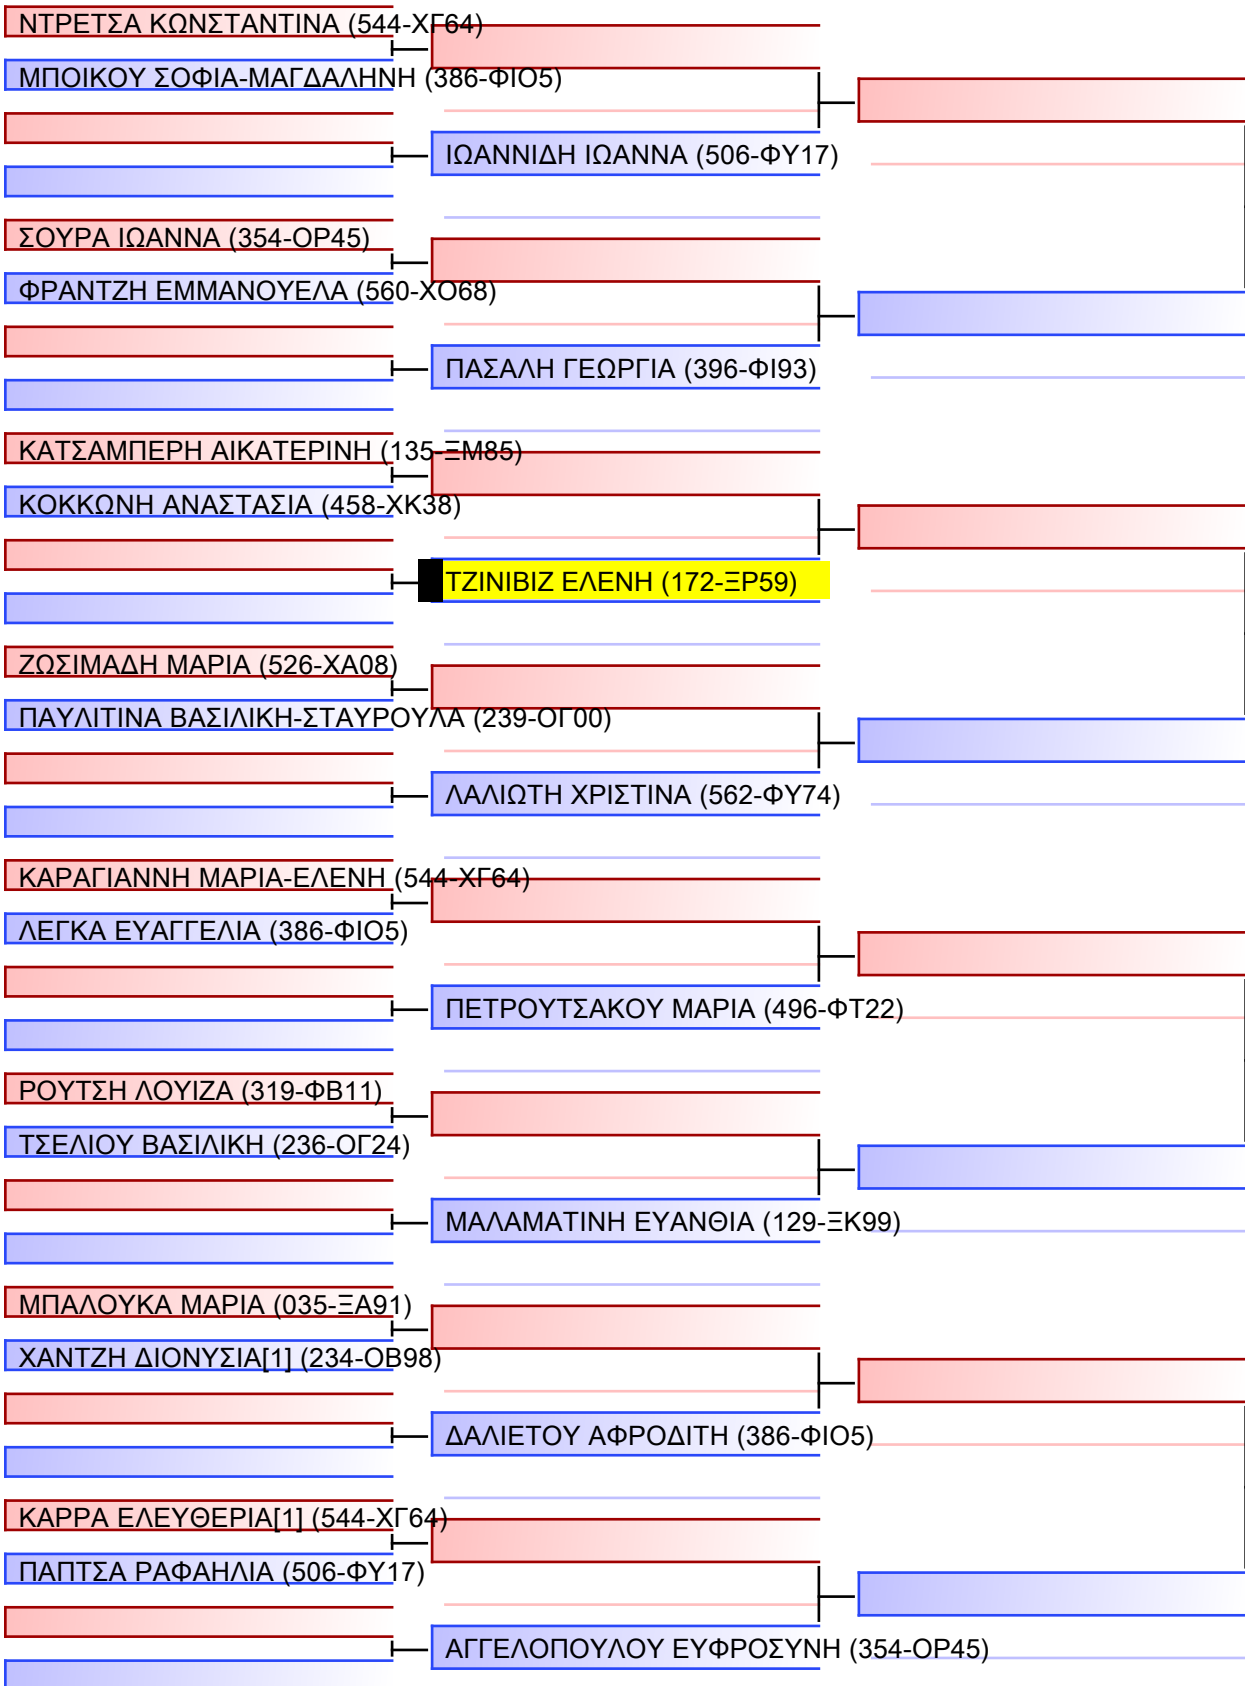 ΝΤΡΕΤΣΑ ΚΩΝΣΤΑΝΤΙΝΑ (544-ΧΓ64)
ΜΠΟΙΚΟΥ ΣΟΦΙΑ-ΜΑΓΔΑΛΗΝΗ (386-ΦΙΟ5)
ΙΩΑΝΝΙΔΗ ΙΩΑΝΝΑ (506-ΦΥ17)
ΣΟΥΡΑ ΙΩΑΝΝΑ (354-ΟΡ45)
ΦΡΑΝΤΖΗ ΕΜΜΑΝΟΥΕΛΑ (560-ΧΟ68)
ΠΑΣΑΛΗ ΓΕΩΡΓΙΑ (396-ΦΙ93)
ΚΑΤΣΑΜΠΕΡΗ ΑΙΚΑΤΕΡΙΝΗ (135-ΞΜ85)
ΚΟΚΚΩΝΗ ΑΝΑΣΤΑΣΙΑ (458-ΧΚ38)
ΤΖΙΝΙΒΙΖ ΕΛΕΝΗ (172-ΞΡ59)
ΖΩΣΙΜΑΔΗ ΜΑΡΙΑ (526-ΧΑ08)
ΠΑΥΛΙΤΙΝΑ ΒΑΣΙΛΙΚΗ-ΣΤΑΥΡΟΥΛΑ (239-ΟΓ00)
ΛΑΛΙΩΤΗ ΧΡΙΣΤΙΝΑ (562-ΦΥ74)
ΚΑΡΑΓΙΑΝΝΗ ΜΑΡΙΑ-ΕΛΕΝΗ (544-ΧΓ64)
ΛΕΓΚΑ ΕΥΑΓΓΕΛΙΑ (386-ΦΙΟ5)
ΠΕΤΡΟΥΤΣΑΚΟΥ ΜΑΡΙΑ (496-ΦΤ22)
ΡΟΥΤΣΗ ΛΟΥΙΖΑ (319-ΦΒ11)
ΤΣΕΛΙΟΥ ΒΑΣΙΛΙΚΗ (236-ΟΓ24)
ΜΑΛΑΜΑΤΙΝΗ ΕΥΑΝΘΙΑ (129-ΞΚ99)
ΜΠΑΛΟΥΚΑ ΜΑΡΙΑ (035-ΞΑ91)
ΧΑΝΤΖΗ ΔΙΟΝΥΣΙΑ[1] (234-ΟΒ98)
ΔΑΛΙΕΤΟΥ ΑΦΡΟΔΙΤΗ (386-ΦΙΟ5)
ΚΑΡΡΑ ΕΛΕΥΘΕΡΙΑ[1] (544-ΧΓ64)
ΠΑΠΤΣΑ ΡΑΦΑΗΛΙΑ (506-ΦΥ17)
ΑΓΓΕΛΟΠΟΥΛΟΥ ΕΥΦΡΟΣΥΝΗ (354-ΟΡ45)